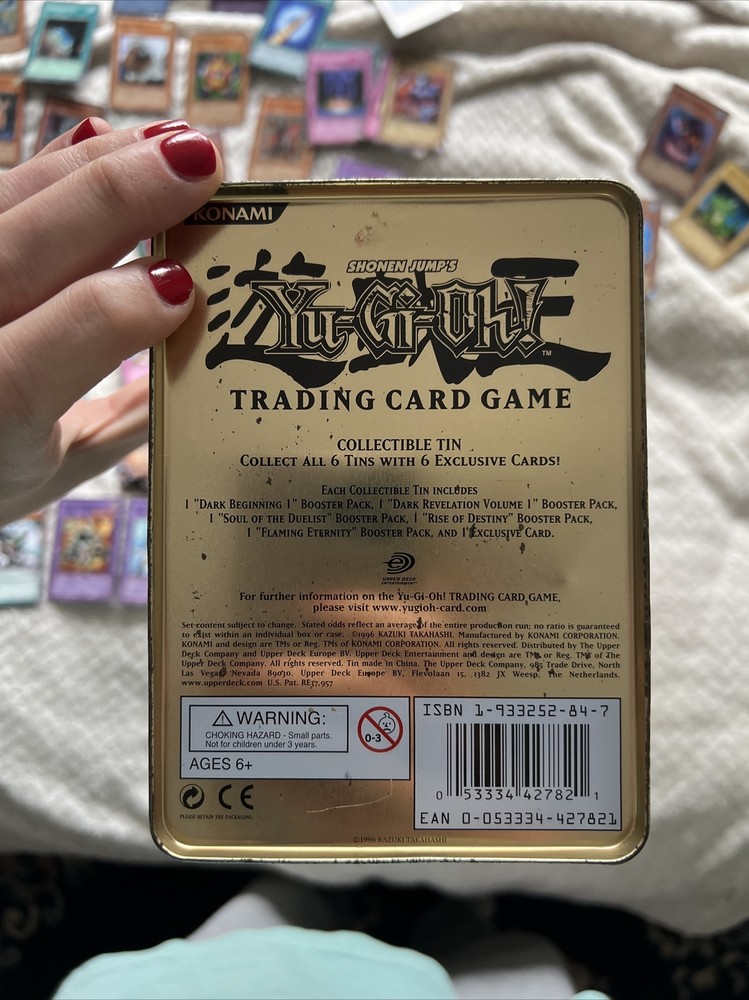 KONAMI
SHONEN JUMP'S
遊戯王
Yu-Gi-Oh!
™
TRADING CARD GAME
COLLECTIBLE TIN
COLLECT ALL 6 TINS WITH 6 EXCLUSIVE CARDS!
EACH COLLECTIBLE TIN INCLUDES
1 "DARK BEGINNING 1" BOOSTER PACK, 1 "DARK REVELATION VOLUME 1" BOOSTER PACK,
1 "SOUL OF THE DUELIST" BOOSTER PACK, 1 "RISE OF DESTINY" BOOSTER PACK,
1 "FLAMING ETERNITY" BOOSTER PACK, AND 1 EXCLUSIVE CARD.
UPPER DECK
ENTERTAINMENT
For further information on the Yu-Gi-Oh! TRADING CARD GAME,
please visit www.yugioh-card.com
Set-content subject to change. Stated odds reflect an average of the entire production run; no ratio is guaranteed
to exist within an individual box or case. ©1996 KAZUKI TAKAHASHI. Manufactured by KONAMI CORPORATION.
KONAMI and design are TMs or Reg. TMs of KONAMI CORPORATION. All rights reserved. Distributed by The Upper
Deck Company and Upper Deck Europe BV. Upper Deck Entertainment and design are TMs or Reg. TMs of The
Upper Deck Company. All rights reserved. Tin made in China. The Upper Deck Company, 985 Trade Drive, North
Las Vegas, Nevada 89030. Upper Deck Europe BV, Flevolaan 15, 1382 JX Weesp, The Netherlands.
www.upperdeck.com U.S. Pat. RE37,957
WARNING:
CHOKING HAZARD - Small parts.
Not for children under 3 years.
0-3
AGES 6+
CE
PLEASE RETAIN THE PACKAGING.
ISBN 1-933252-84-7
0 53334 42782 1
EAN 0-053334-427821
©1996 KAZUKI TAKAHASHI